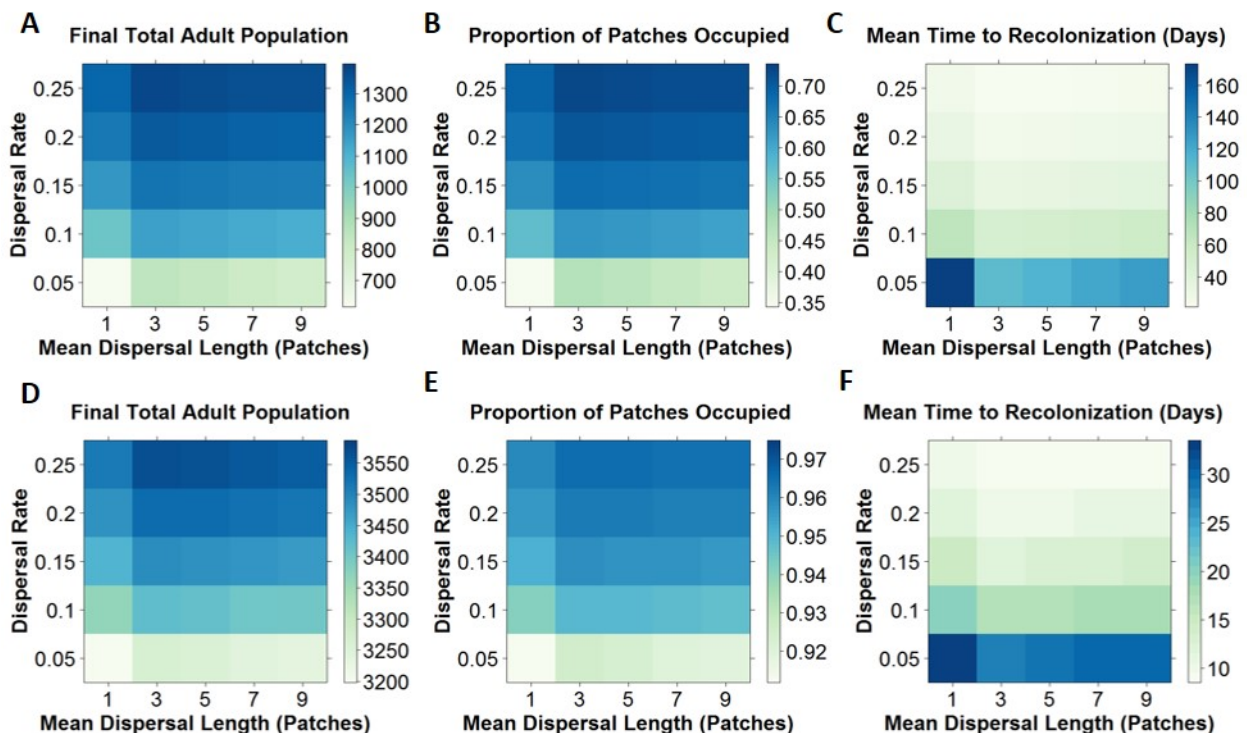 A
Final Total Adult Population
Dispersal Rate
0.25
0.2
0.15
0.1
0.05
1 3 5 7 9
Mean Dispersal Length (Patches)
1300
1200
1100
1000
900
800
700
B
Proportion of Patches Occupied
Dispersal Rate
0.25
0.2
0.15
0.1
0.05
1 3 5 7 9
Mean Dispersal Length (Patches)
0.70
0.65
0.60
0.55
0.50
0.45
0.40
0.35
C
Mean Time to Recolonization (Days)
Dispersal Rate
0.25
0.2
0.15
0.1
0.05
1 3 5 7 9
Mean Dispersal Length (Patches)
160
140
120
100
80
60
40
D
Final Total Adult Population
Dispersal Rate
0.25
0.2
0.15
0.1
0.05
1 3 5 7 9
Mean Dispersal Length (Patches)
3550
3500
3450
3400
3350
3300
3250
3200
E
Proportion of Patches Occupied
Dispersal Rate
0.25
0.2
0.15
0.1
0.05
1 3 5 7 9
Mean Dispersal Length (Patches)
0.97
0.96
0.95
0.94
0.93
0.92
F
Mean Time to Recolonization (Days)
Dispersal Rate
0.25
0.2
0.15
0.1
0.05
1 3 5 7 9
Mean Dispersal Length (Patches)
30
25
20
15
10